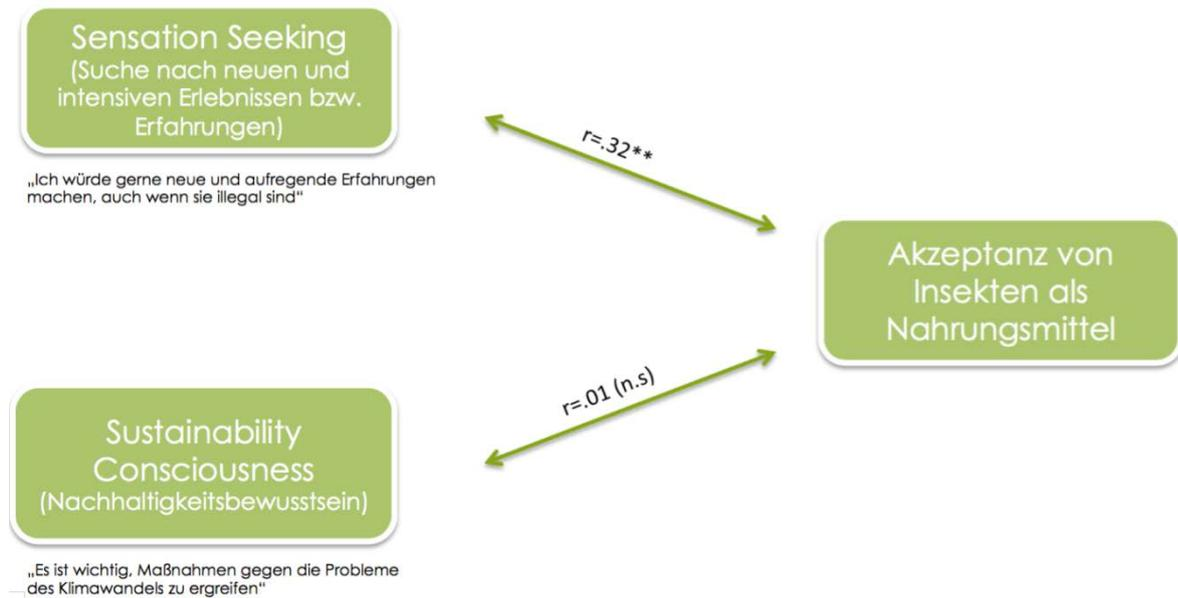 Sensation Seeking
(Suche nach neuen und
intensiven Erlebnissen bzw.
Erfahrungen)
„Ich würde gerne neue und aufregende Erfahrungen
machen, auch wenn sie illegal sind“
r=.32**
Akzeptanz von
Insekten als
Nahrungsmittel
r=.01 (n.s)
Sustainability
Consciousness
(Nachhaltigkeitsbewusstsein)
„Es ist wichtig, Maßnahmen gegen die Probleme
des Klimawandels zu ergreifen“